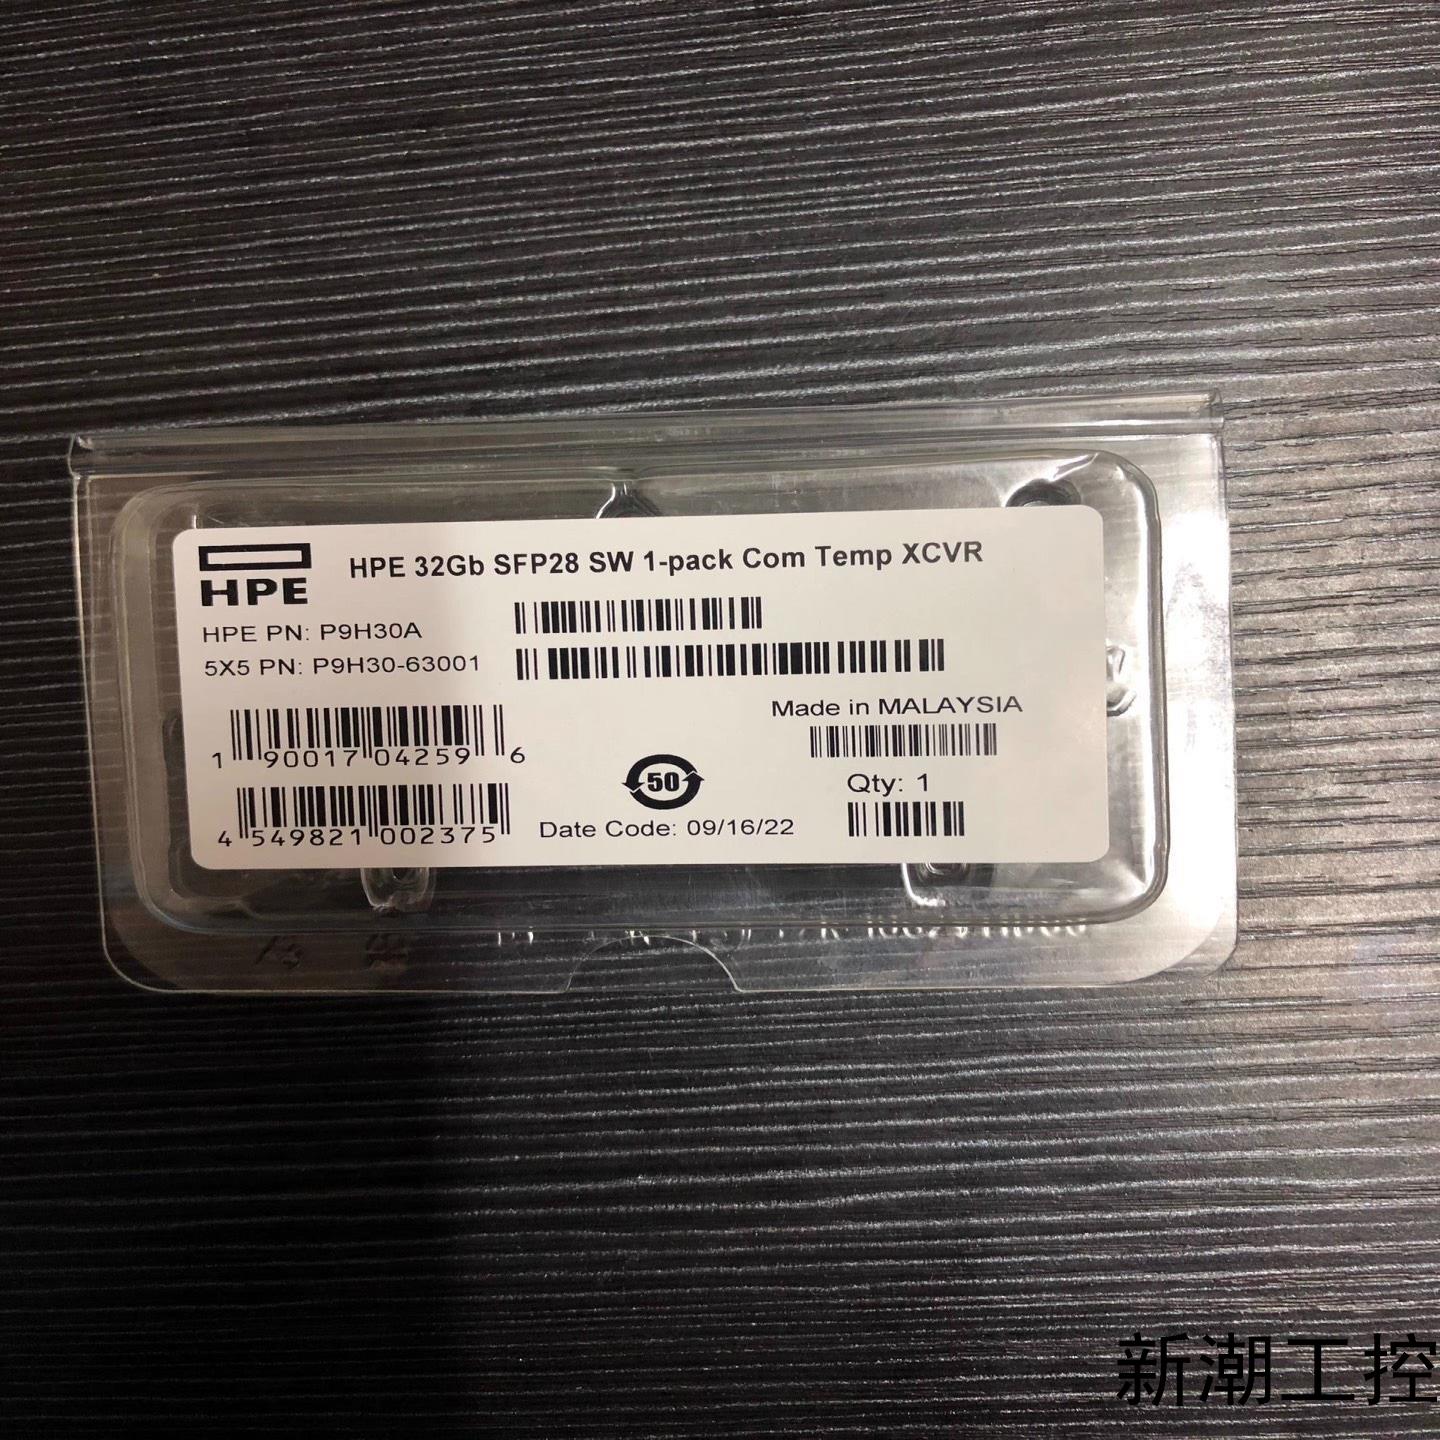 HPE
HPE 32Gb SFP28 SW 1-pack Com Temp XCVR
HPE PN: P9H30A
5X5 PN: P9H30-63001
Made in MALAYSIA
1 90017 04259 6
50
Qty: 1
4 549821 002375
Date Code: 09/16/22
新潮工控